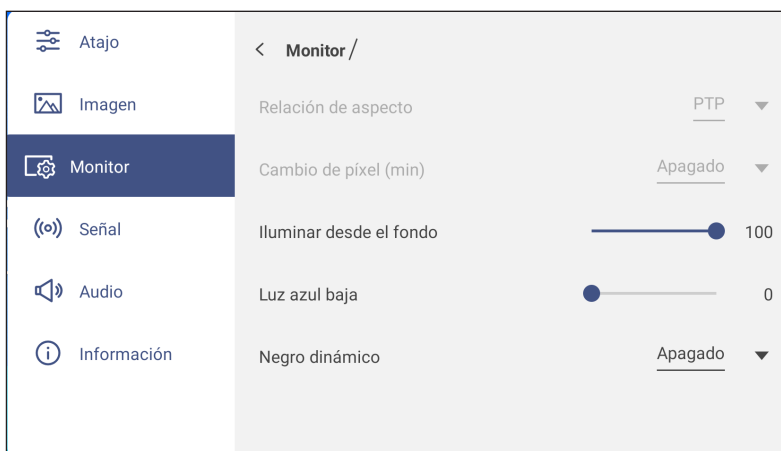 Atajo
Imagen
Monitor
Señal
Audio
Información
Monitor /
Relación de aspecto PTP
Cambio de píxel (min) Apagado
Iluminar desde el fondo 100
Luz azul baja 0
Negro dinámico Apagado